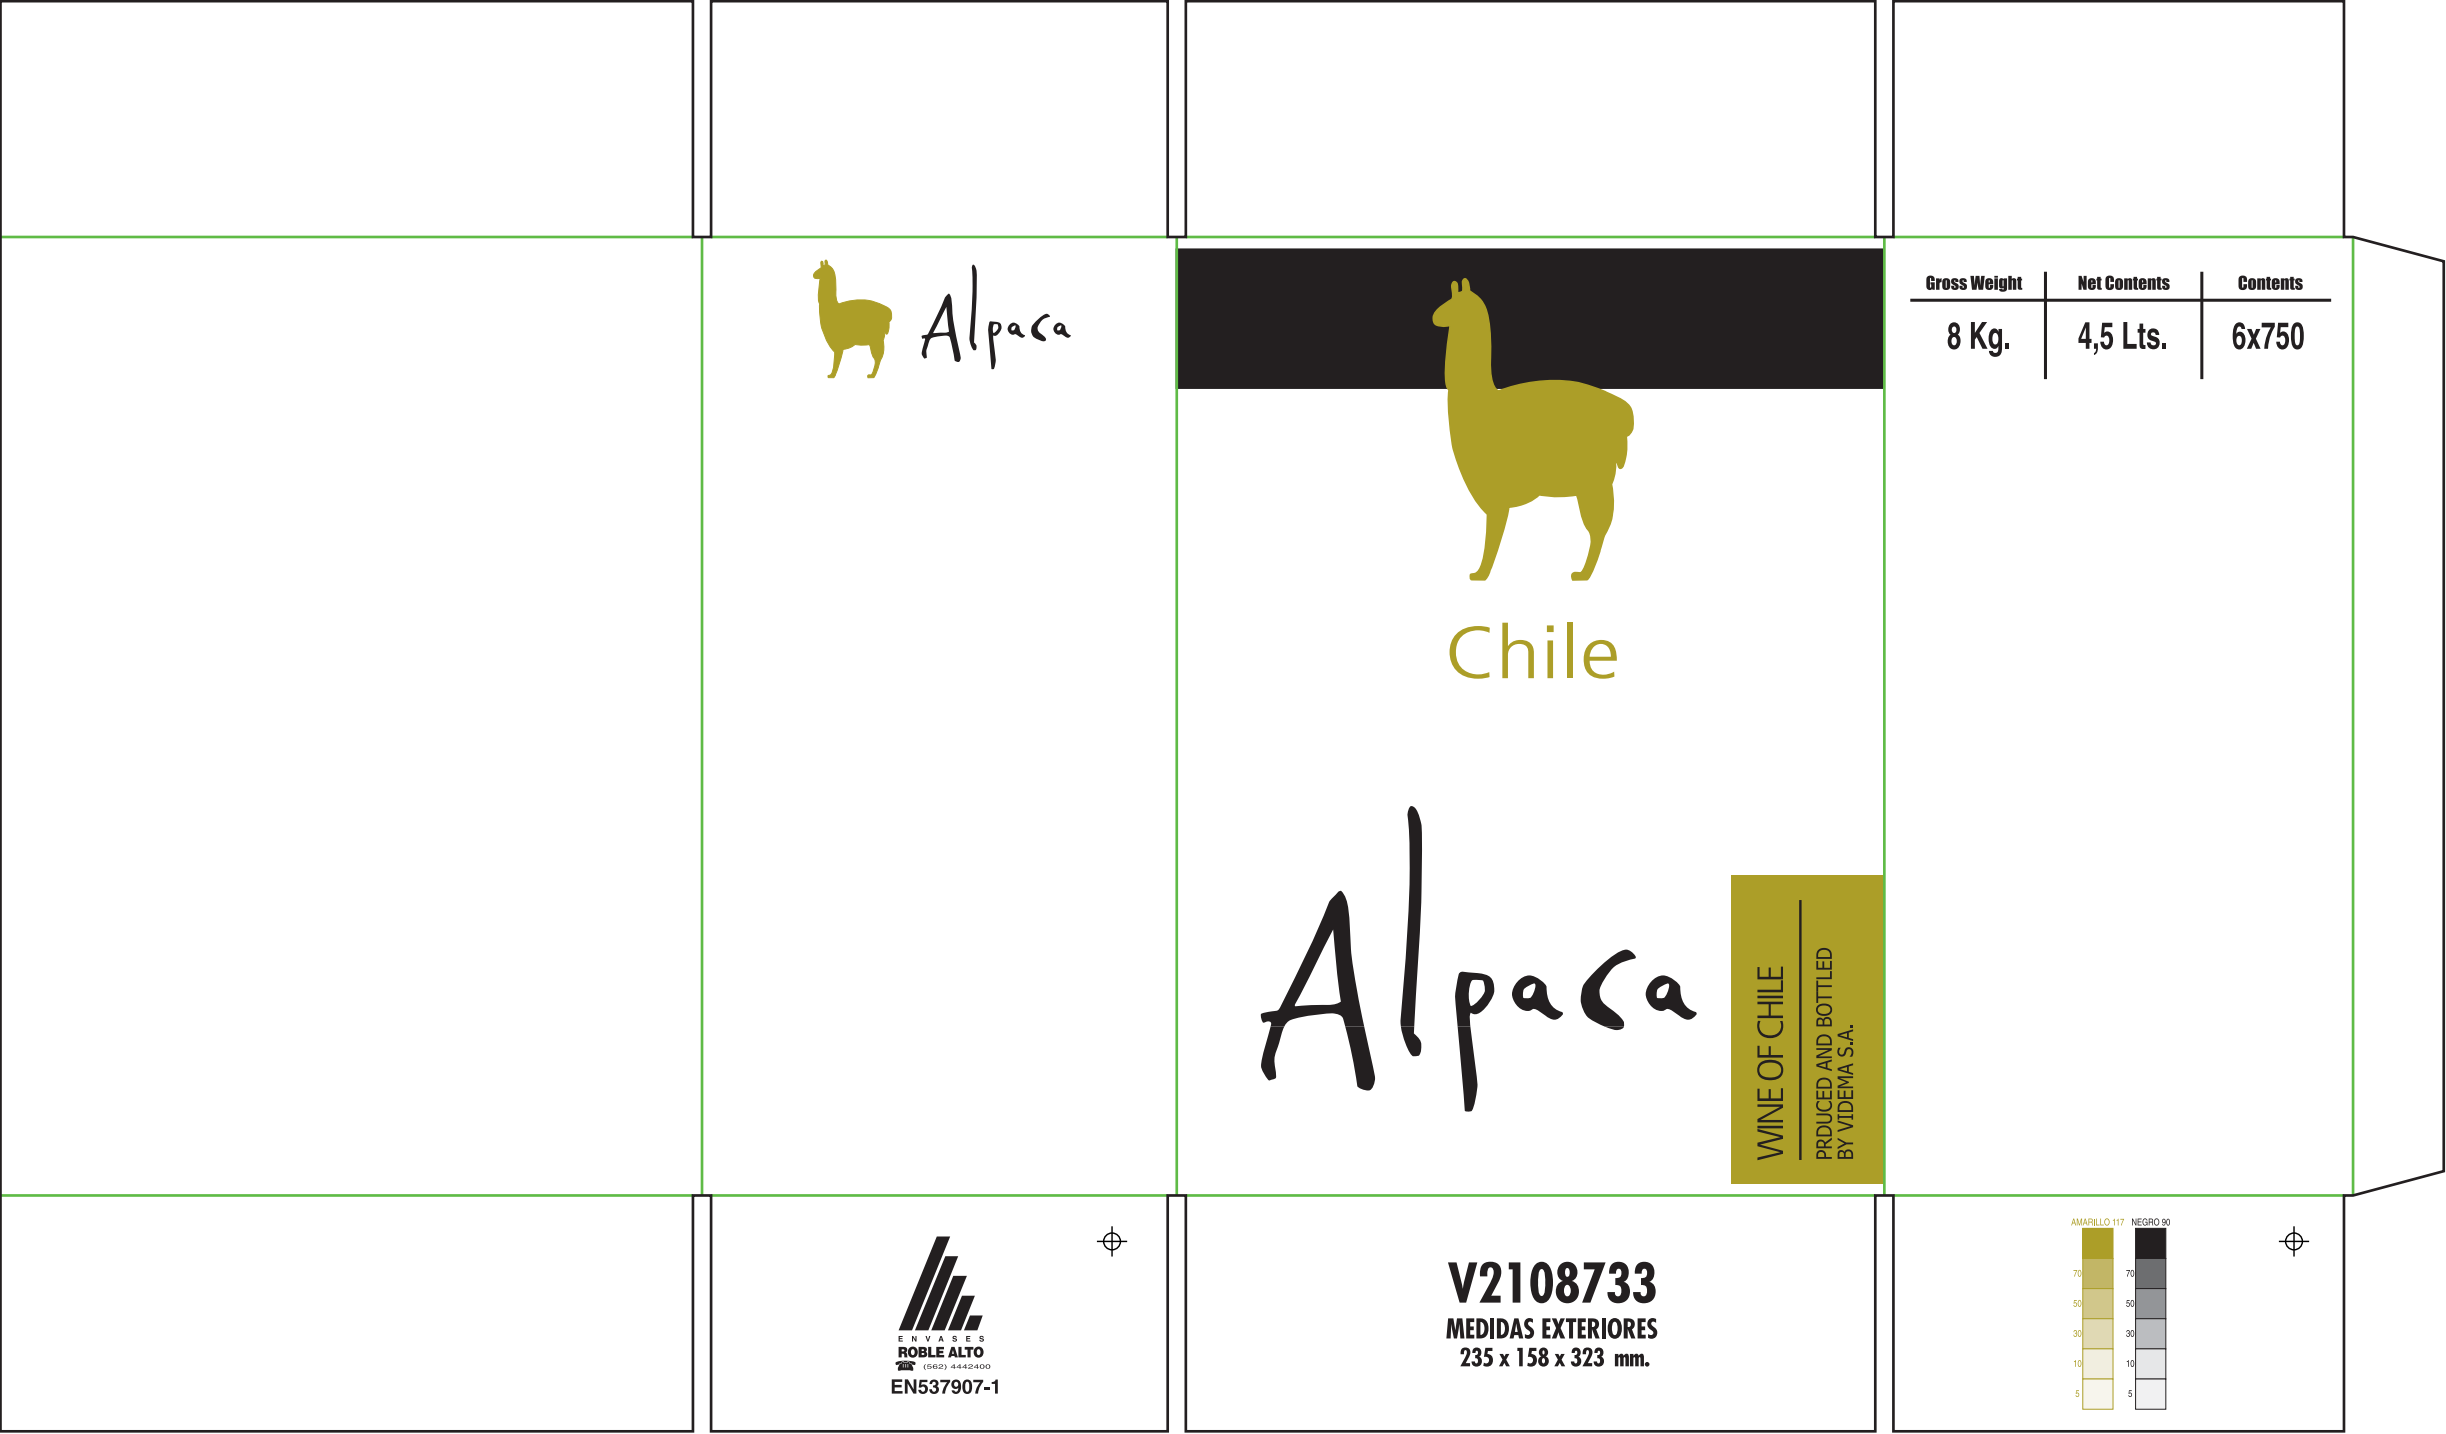 Alpaca
Chile
Alpaca
WINE OF CHILE
PRDUCED AND BOTTLED
BY VIDEMA S.A.
Gross Weight
Net Contents
Contents
8 Kg.
4,5 Lts.
6x750
ENVASES
ROBLE ALTO
(562) 4442400
EN537907-1
V2108733
MEDIDAS EXTERIORES
235 x 158 x 323 mm.
AMARILLO 117
NEGRO 90
70
70
50
50
30
30
10
10
5
5